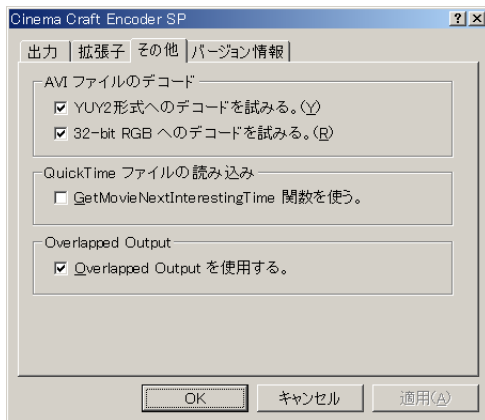 Cinema Craft Encoder SP
出力 拡張子 その他 バージョン情報
AVI ファイルのデコード
YUY2形式へのデコードを試みる。(Y)
32-bit RGB へのデコードを試みる。(R)
QuickTime ファイルの読み込み
GetMovieNextInterestingTime 関数を使う。
Overlapped Output
Overlapped Output を使用する。
OK キャンセル 適用(A)